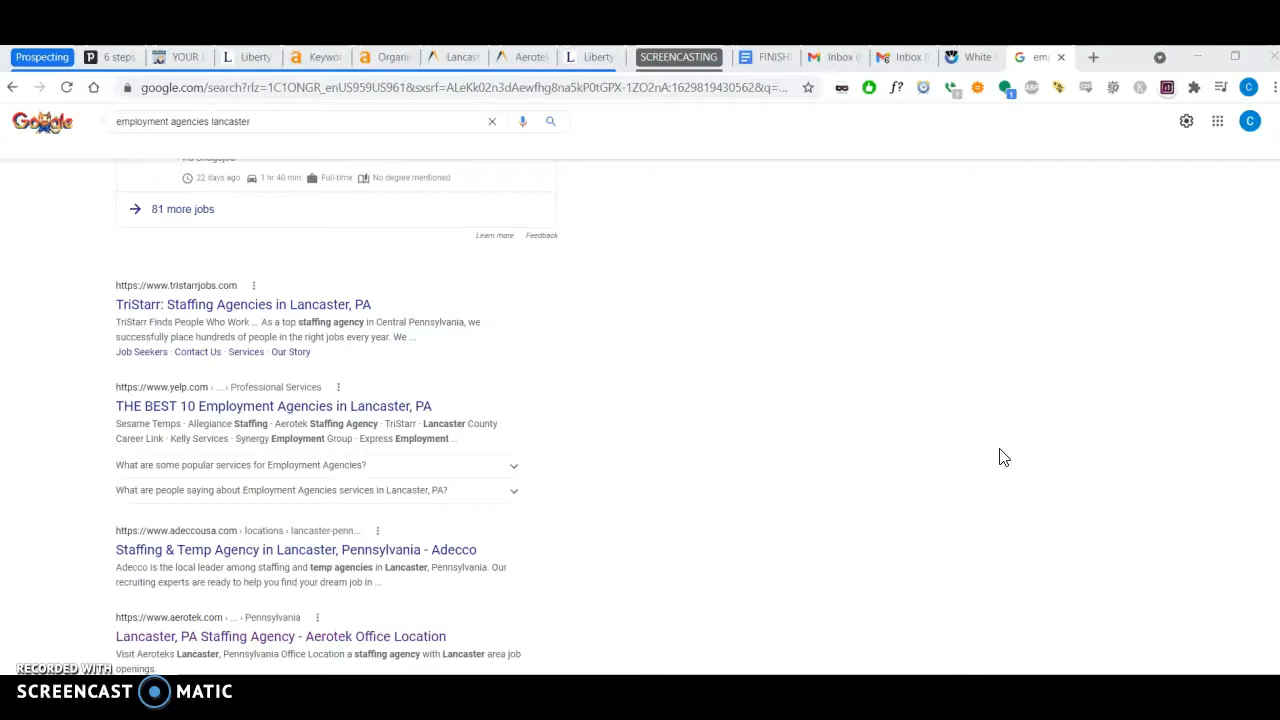 Prospecting
6 steps
YOUR
Liberty
Keywo
Organi
Lancas
Aerotek
Liberty
SCREENCASTING
FINISH
Inbox (
Inbox (
White
emp
google.com/search?rlz=1C1ONGR_enUS959US961&sxsrf=ALeKk02n3dAewfhg8na5kP0tGPX-1ZO2nA:1629819430562&q=...
Google
employment agencies lancaster
22 days ago 1 hr 40 min Full-time No degree mentioned
81 more jobs
Learn more Feedback
https://www.tristarrjobs.com
TriStarr: Staffing Agencies in Lancaster, PA
TriStarr Finds People Who Work ... As a top staffing agency in Central Pennsylvania, we
successfully place hundreds of people in the right jobs every year. We ...
Job Seekers · Contact Us · Services · Our Story
https://www.yelp.com › ... › Professional Services
THE BEST 10 Employment Agencies in Lancaster, PA
Sesame Temps · Allegiance Staffing · Aerotek Staffing Agency · TriStarr · Lancaster County
Career Link · Kelly Services · Synergy Employment Group · Express Employment ...
What are some popular services for Employment Agencies?
What are people saying about Employment Agencies services in Lancaster, PA?
https://www.adeccousa.com › locations › lancaster-penn...
Staffing & Temp Agency in Lancaster, Pennsylvania - Adecco
Adecco is the local leader among staffing and temp agencies in Lancaster, Pennsylvania. Our
recruiting experts are ready to help you find your dream job in ...
https://www.aerotek.com › ... › Pennsylvania
Lancaster, PA Staffing Agency - Aerotek Office Location
Visit Aeroteks Lancaster, Pennsylvania Office Location a staffing agency with Lancaster area job
openings.
RECORDED WITH
SCREENCAST MATIC